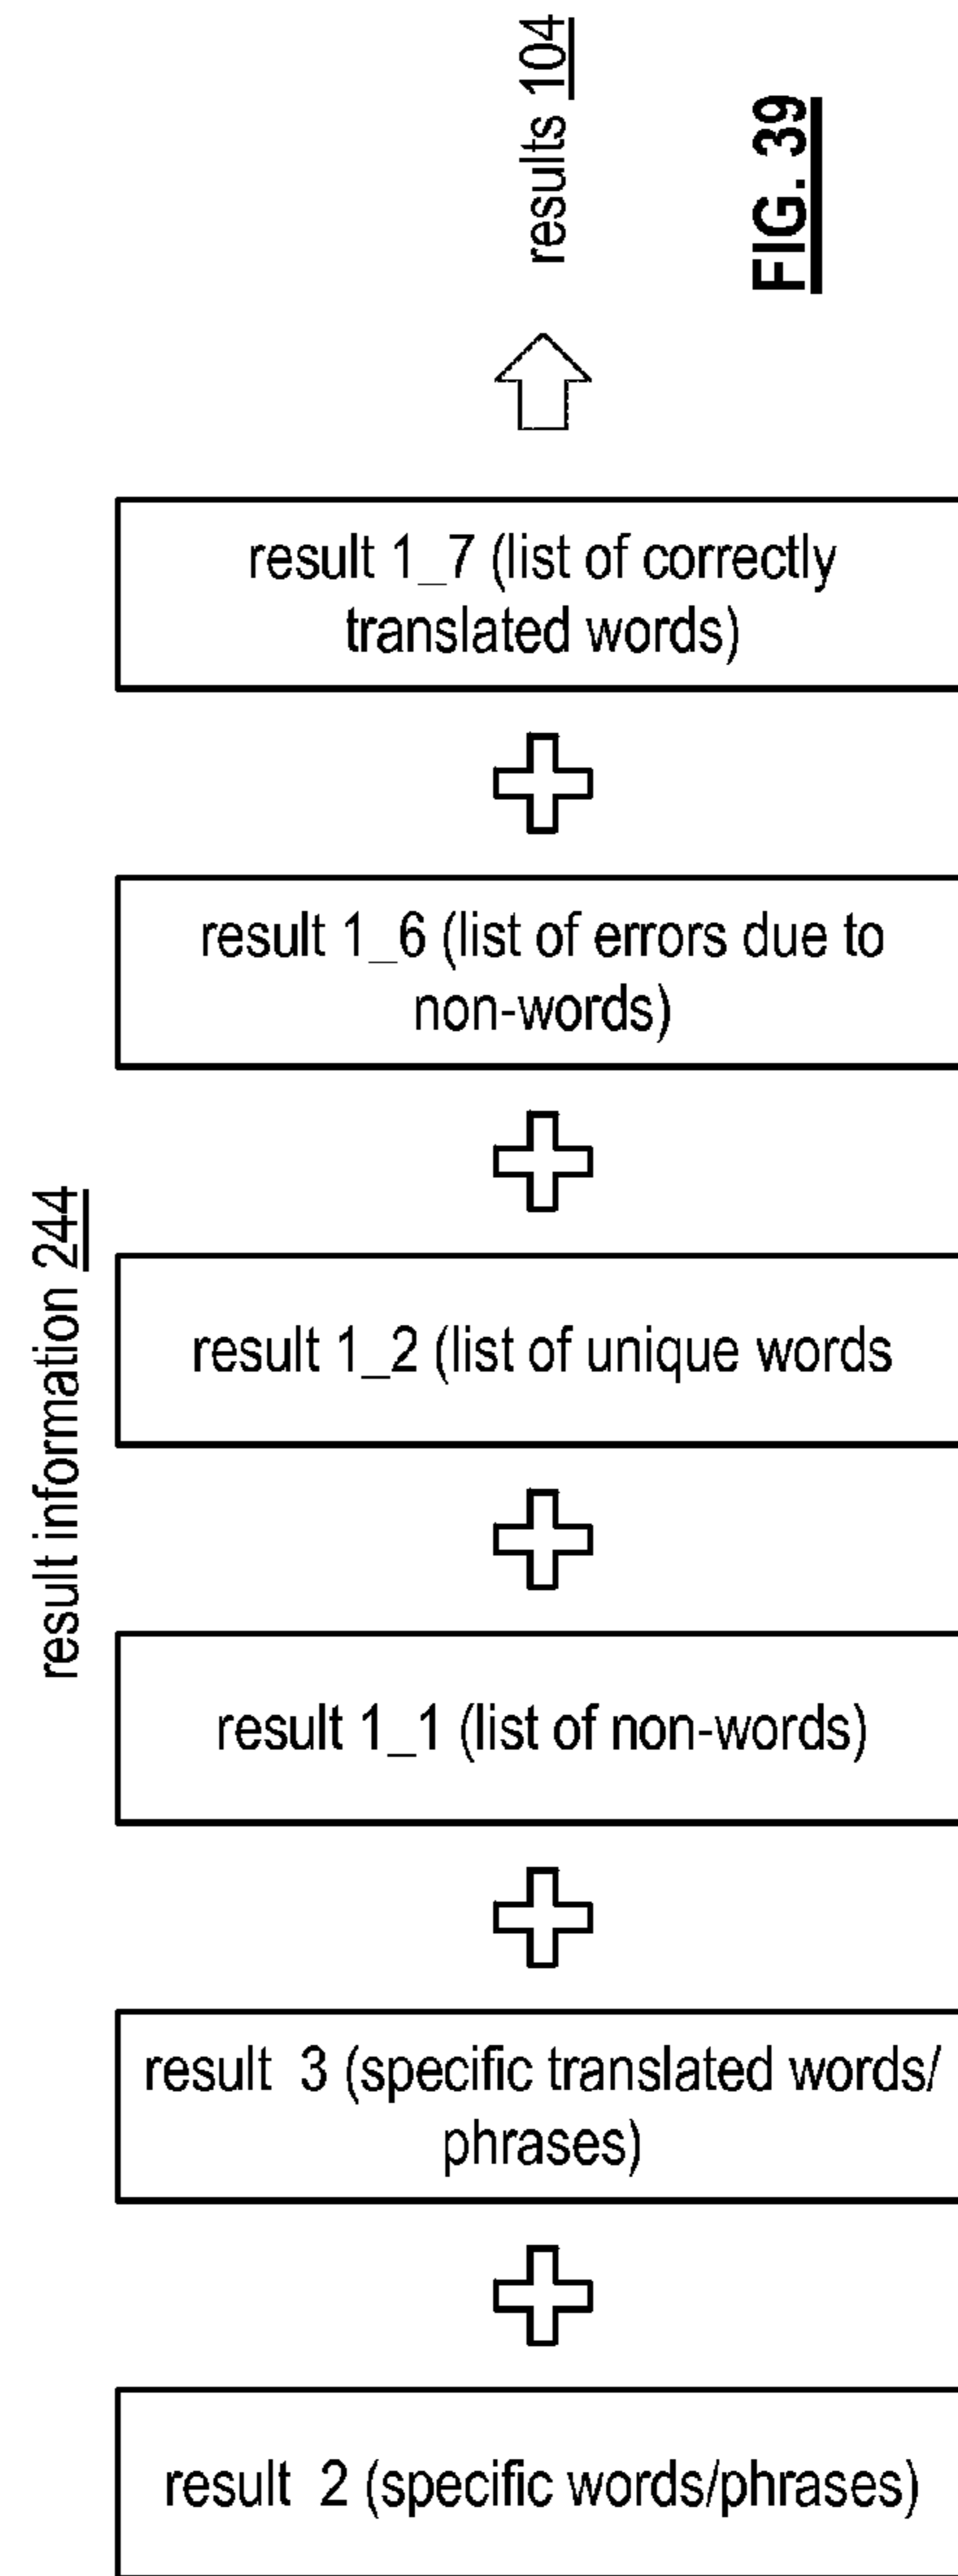 results 104
FIG. 39
result 1_7 (list of correctly
translated words)
result 1_6 (list of errors due to
non-words)
result information 244
result 1_2 (list of unique words
result 1_1 (list of non-words)
result 3 (specific translated words/
phrases)
result 2 (specific words/phrases)